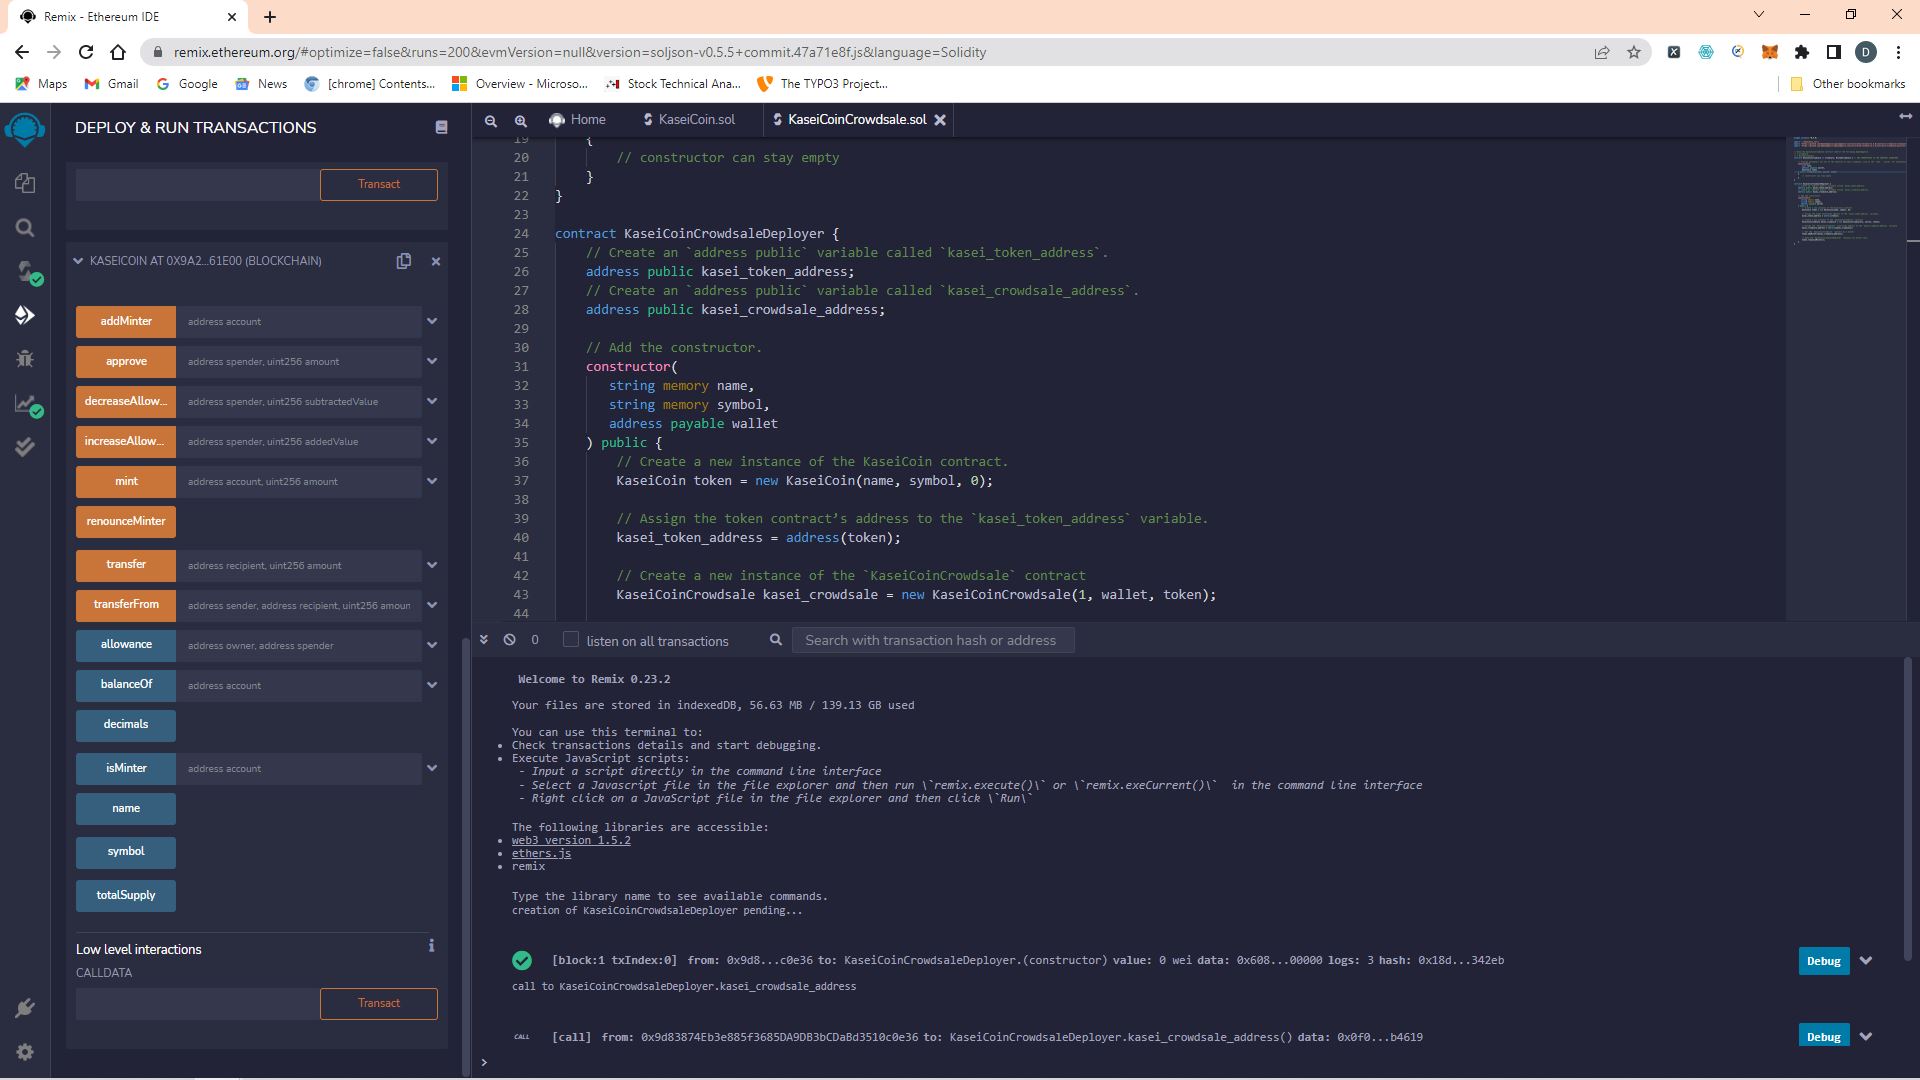 Remix - Ethereum IDE
remix.ethereum.org/#optimize=false&runs=200&evmVersion=null&version=soljson-v0.5.5+commit.47a71e8f.js&language=Solidity
D
Maps
Gmail
Google
News
[chrome] Contents...
Overview - Microso...
Stock Technical Ana...
The TYPO3 Project...
Other bookmarks
DEPLOY & RUN TRANSACTIONS
Transact
KASEICOIN AT 0X9A2...61E00 (BLOCKCHAIN)
addMinter address account
approve address spender, uint256 amount
decreaseAllow... address spender, uint256 subtractedValue
increaseAllow... address spender, uint256 addedValue
mint address account, uint256 amount
renounceMinter
transfer address recipient, uint256 amount
transferFrom address sender, address recipient, uint256 amoun
allowance address owner, address spender
balanceOf address account
decimals
isMinter address account
name
symbol
totalSupply
Low level interactions
CALLDATA
Transact
Home
KaseiCoin.sol
KaseiCoinCrowdsale.sol
19 {
20 // constructor can stay empty
21 }
22 }
23
24 contract KaseiCoinCrowdsaleDeployer {
25 // Create an `address public` variable called `kasei_token_address`.
26 address public kasei_token_address;
27 // Create an `address public` variable called `kasei_crowdsale_address`.
28 address public kasei_crowdsale_address;
29
30 // Add the constructor.
31 constructor(
32 string memory name,
33 string memory symbol,
34 address payable wallet
35 ) public {
36 // Create a new instance of the KaseiCoin contract.
37 KaseiCoin token = new KaseiCoin(name, symbol, 0);
38
39 // Assign the token contract’s address to the `kasei_token_address` variable.
40 kasei_token_address = address(token);
41
42 // Create a new instance of the `KaseiCoinCrowdsale` contract
43 KaseiCoinCrowdsale kasei_crowdsale = new KaseiCoinCrowdsale(1, wallet, token);
44
0 listen on all transactions Search with transaction hash or address
Welcome to Remix 0.23.2
Your files are stored in indexedDB, 56.63 MB / 139.13 GB used
You can use this terminal to:
• Check transactions details and start debugging.
• Execute JavaScript scripts:
- Input a script directly in the command line interface
- Select a Javascript file in the file explorer and then run \`remix.execute()\` or \`remix.exeCurrent()\` in the command line interface
- Right click on a JavaScript file in the file explorer and then click \`Run\`
The following libraries are accessible:
• web3 version 1.5.2
• ethers.js
• remix
Type the library name to see available commands.
creation of KaseiCoinCrowdsaleDeployer pending...
[block:1 txIndex:0] from: 0x9d8...c0e36 to: KaseiCoinCrowdsaleDeployer.(constructor) value: 0 wei data: 0x608...00000 logs: 3 hash: 0x18d...342eb
Debug
call to KaseiCoinCrowdsaleDeployer.kasei_crowdsale_address
CALL [call] from: 0x9d83874Eb3e885f3685DA9DB3bCDaBd3510c0e36 to: KaseiCoinCrowdsaleDeployer.kasei_crowdsale_address() data: 0x0f0...b4619
Debug
>